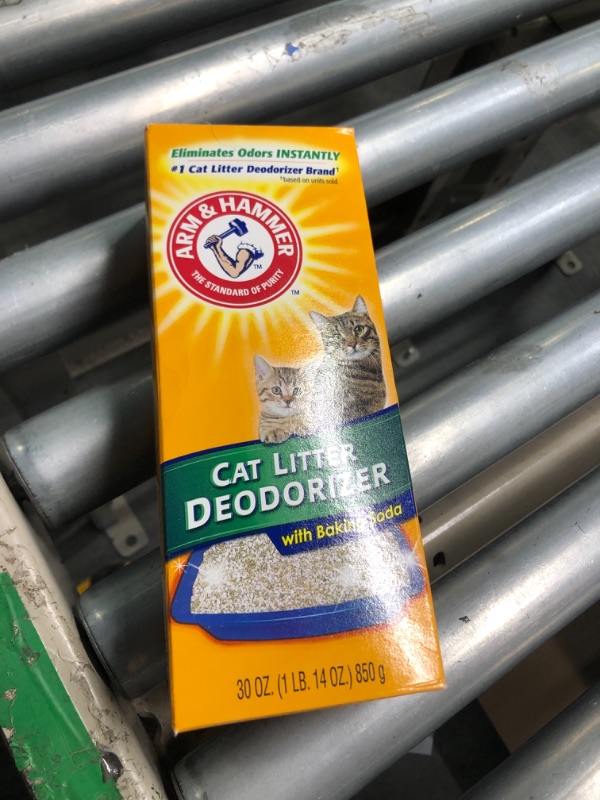 Eliminates Odors INSTANTLY
#1 Cat Litter Deodorizer Brand†
†based on units sold.
ARM & HAMMER
TM
THE STANDARD OF PURITY
TM
CAT LITTER
DEODORIZER
with Baking Soda
30 OZ. (1 LB. 14 OZ.) 850 g